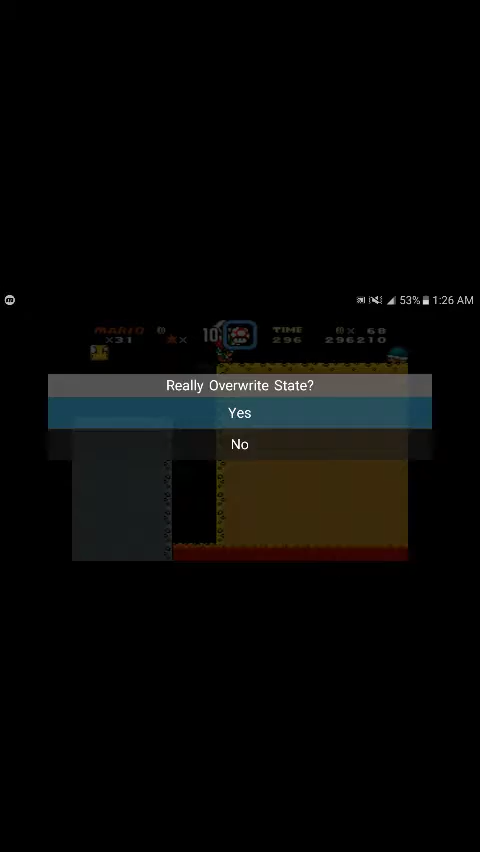 53% 1:26 AM
MARIO 10 TIME x 68
x31 x 296 296210
Really Overwrite State?
Yes
No